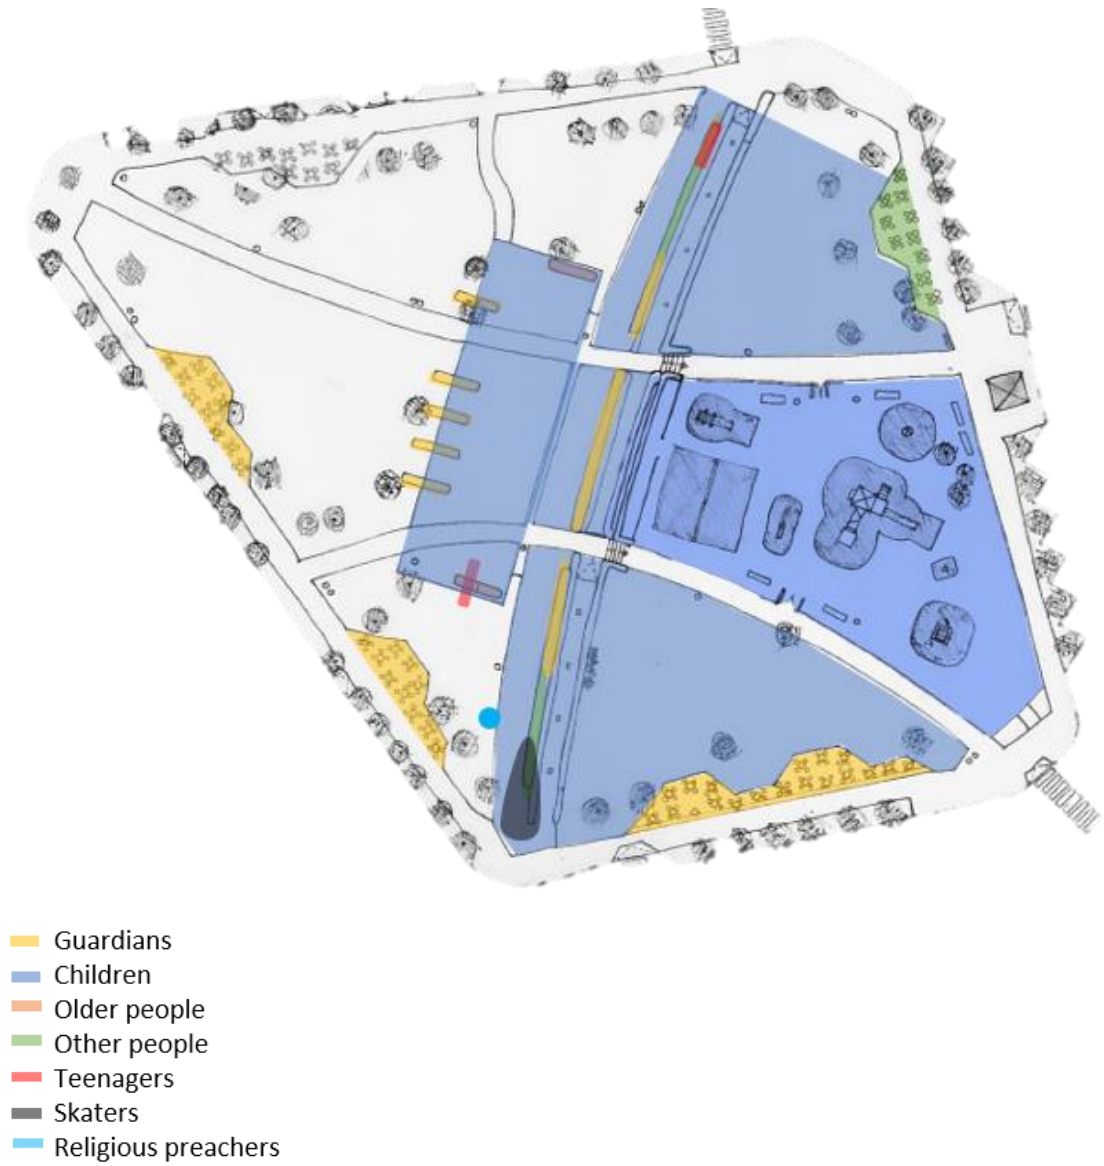 Guardians
Children
Older people
Other people
Teenagers
Skaters
Religious preachers